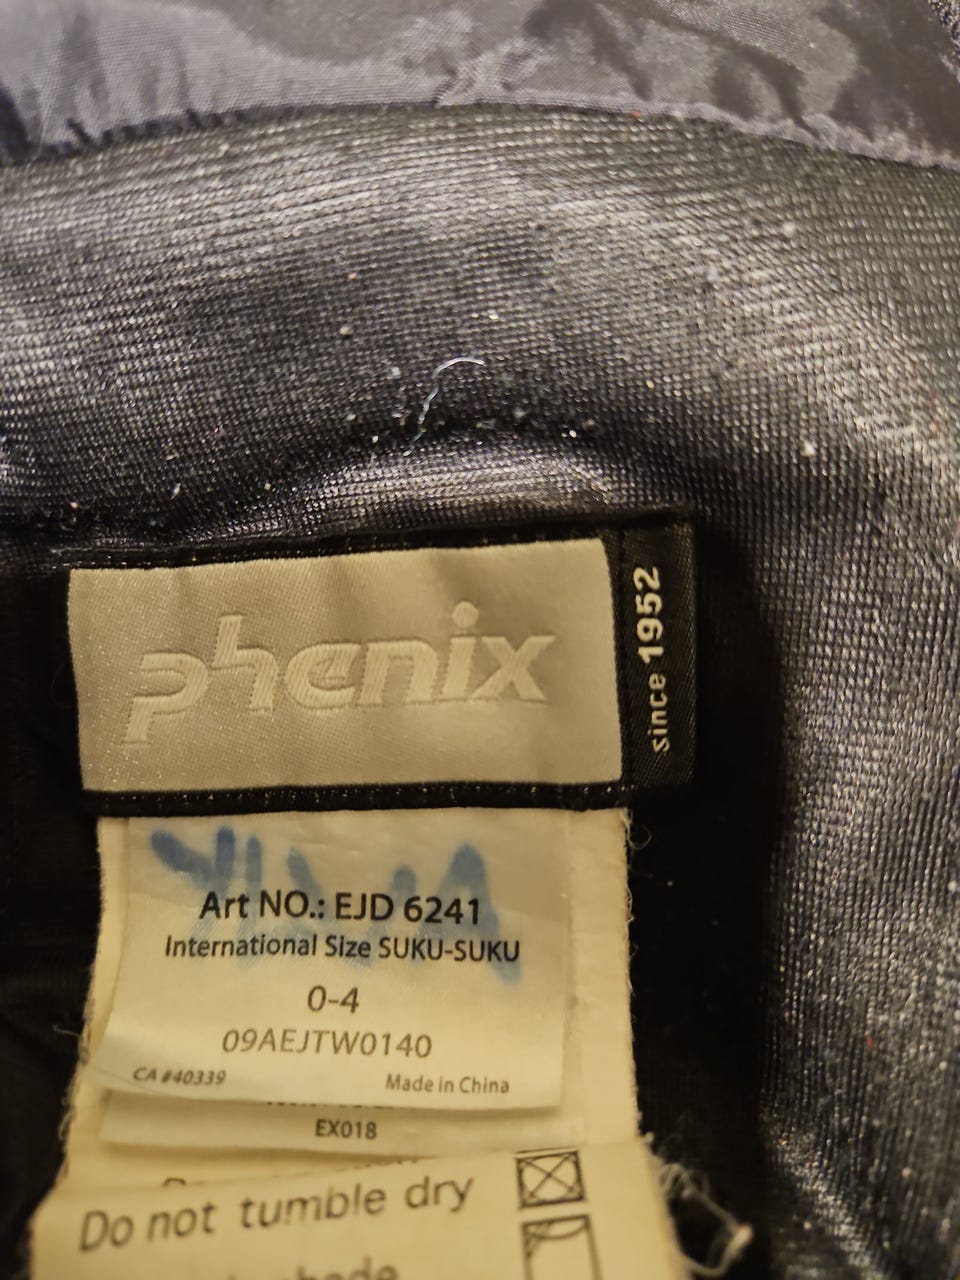 phenix
since 1952
Art NO.: EJD 6241
International Size SUKU-SUKU
0-4
09AEJTW0140
CA #40339 Made in China
EX018
Do not tumble dry
shade